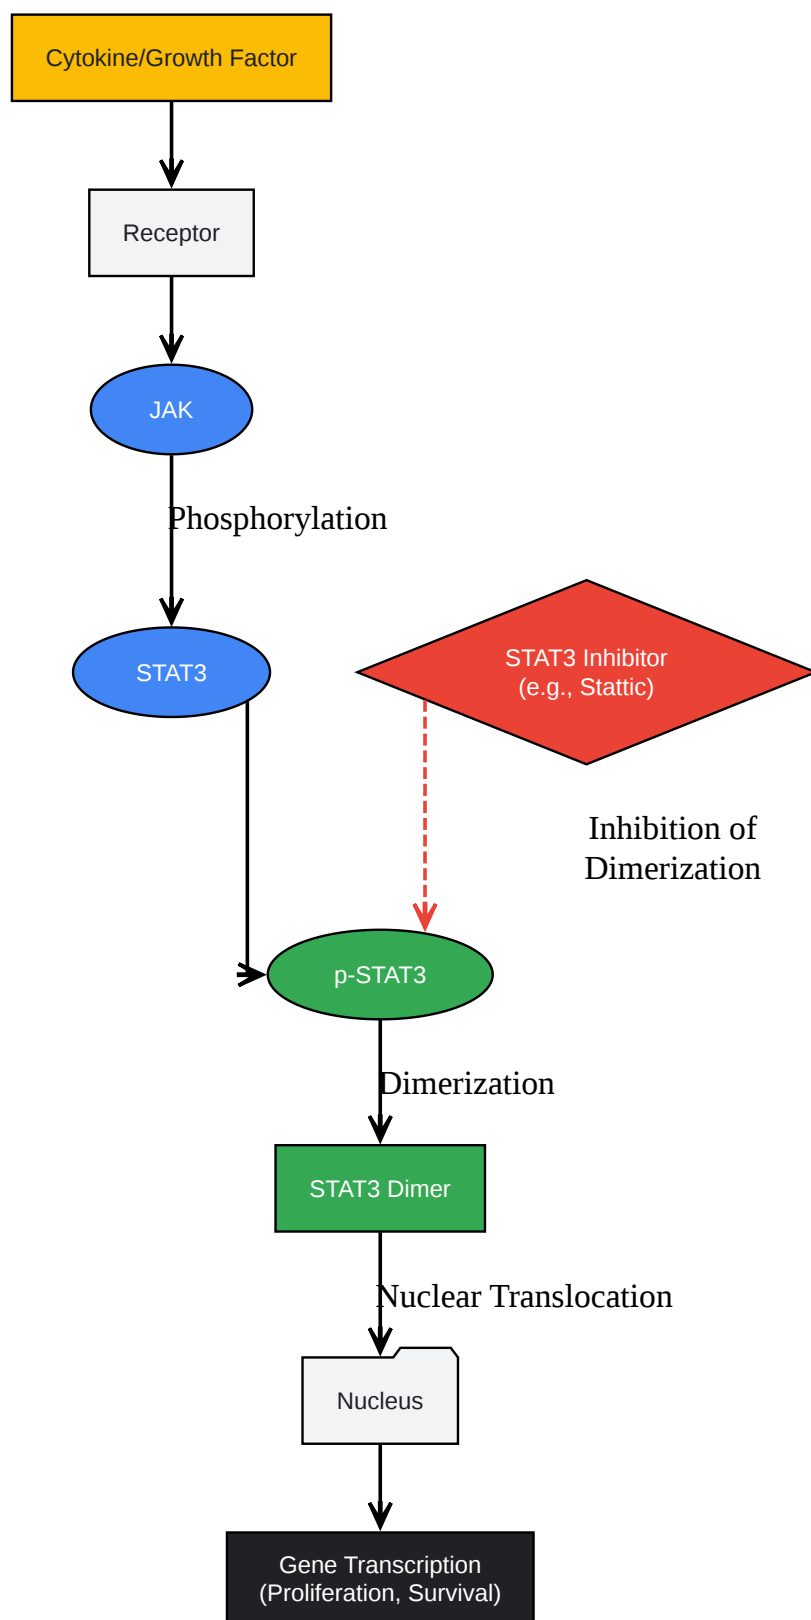 Cytokine/Growth Factor
Receptor
JAK
Phosphorylation
STAT3
STAT3 Inhibitor
(e.g., Stattic)
Inhibition of
Dimerization
p-STAT3
Dimerization
STAT3 Dimer
Nuclear Translocation
Nucleus
Gene Transcription
(Proliferation, Survival)